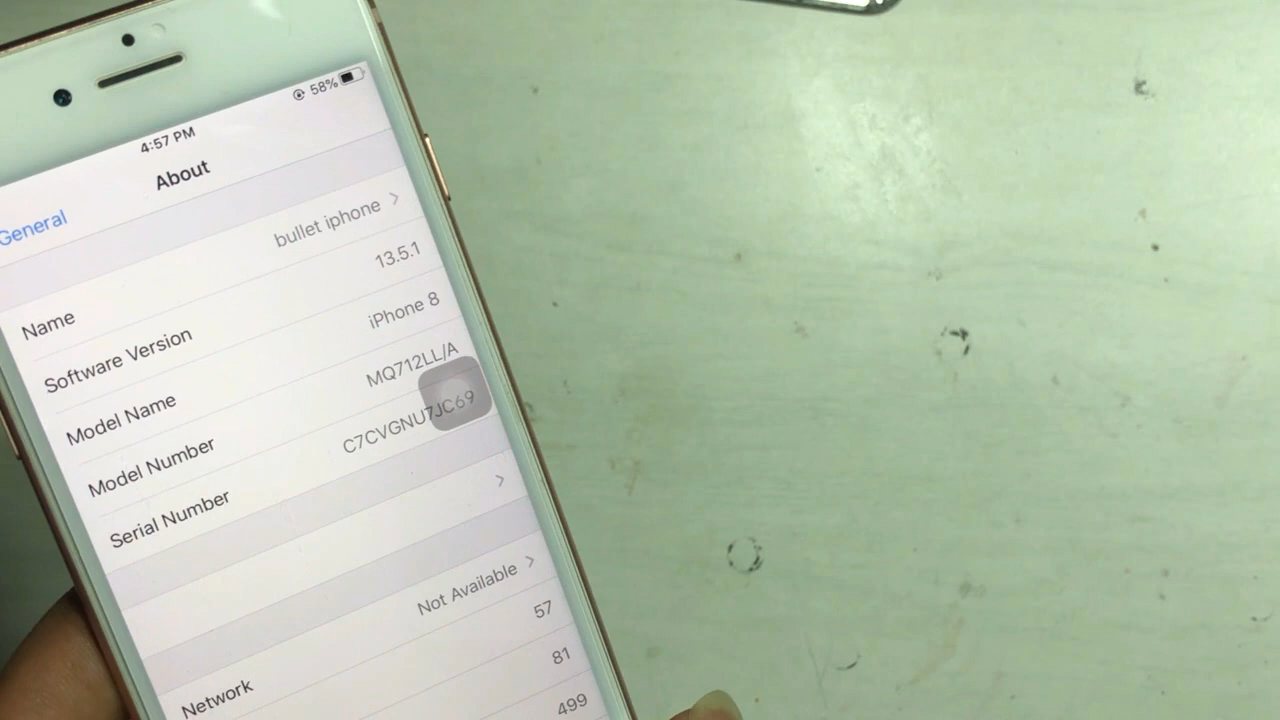 58%
4:57 PM
General
About
Name bullet iphone
Software Version 13.5.1
Model Name iPhone 8
Model Number MQ712LL/A
Serial Number C7CVGNU7JC69
Network Not Available
57
81
499